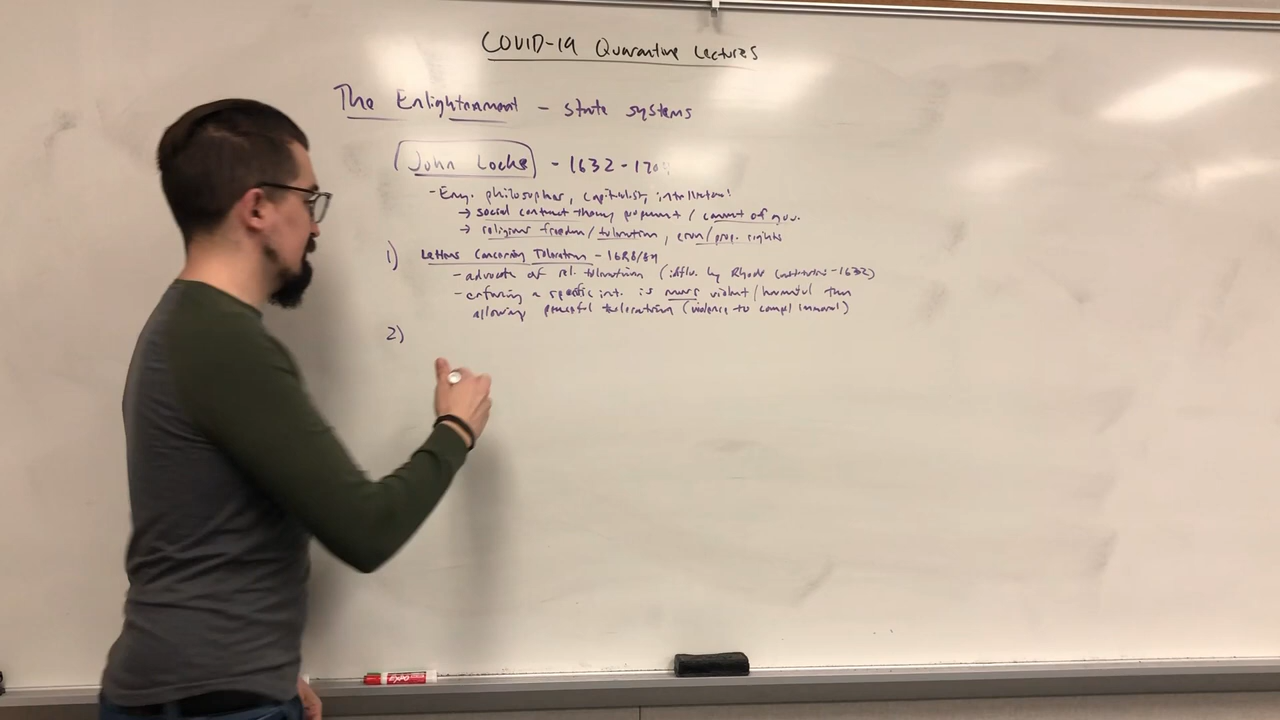 COVID-19 Quarantine Lectures
The Enlightenment - state systems
John Locke - 1632-170
- Eng. philosopher, capitalist, intellectual
→ social contract theory proponent / consent of gov.
→ religious freedom / toleration, econ/prop. rights
1) Letters Concerning Toleration - 1688/89
- advocate of rel. toleration (influ. by Rhode -1632)
- enforcing a specific int. is more violent/harmful than
allowing peaceful toleration (violence to compel immoral)
2)
EXPO